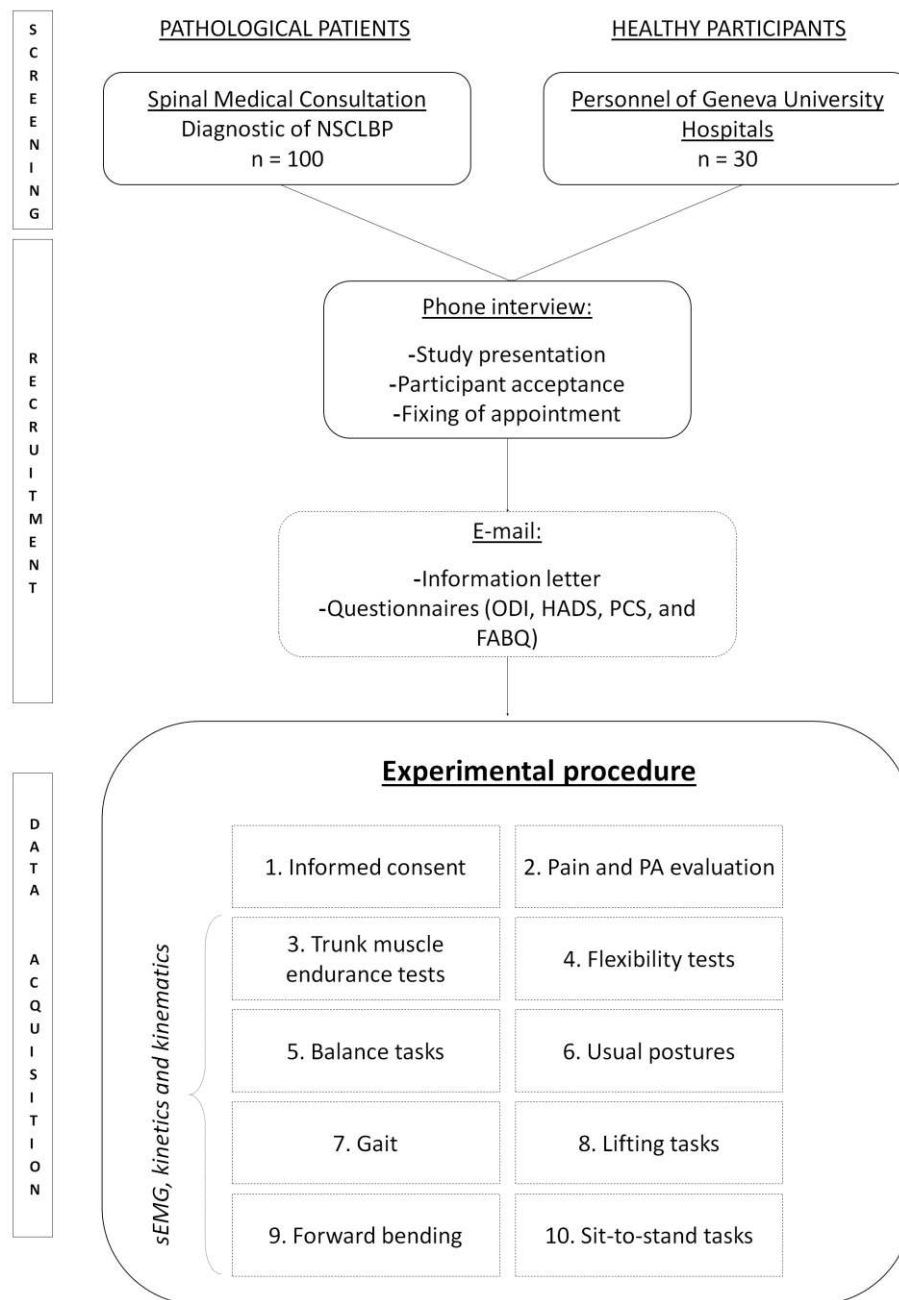 SCREENING
PATHOLOGICAL PATIENTS
HEALTHY PARTICIPANTS
Spinal Medical Consultation
Diagnostic of NSCLBP
n = 100
Personnel of Geneva University
Hospitals
n = 30
RECRUITMENT
Phone interview:
-Study presentation
-Participant acceptance
-Fixing of appointment
E-mail:
-Information letter
-Questionnaires (ODI, HADS, PCS, and
FABQ)
DATA ACQUISITION
Experimental procedure
1. Informed consent
2. Pain and PA evaluation
sEMG, kinetics and kinematics
3. Trunk muscle
endurance tests
4. Flexibility tests
5. Balance tasks
6. Usual postures
7. Gait
8. Lifting tasks
9. Forward bending
10. Sit-to-stand tasks